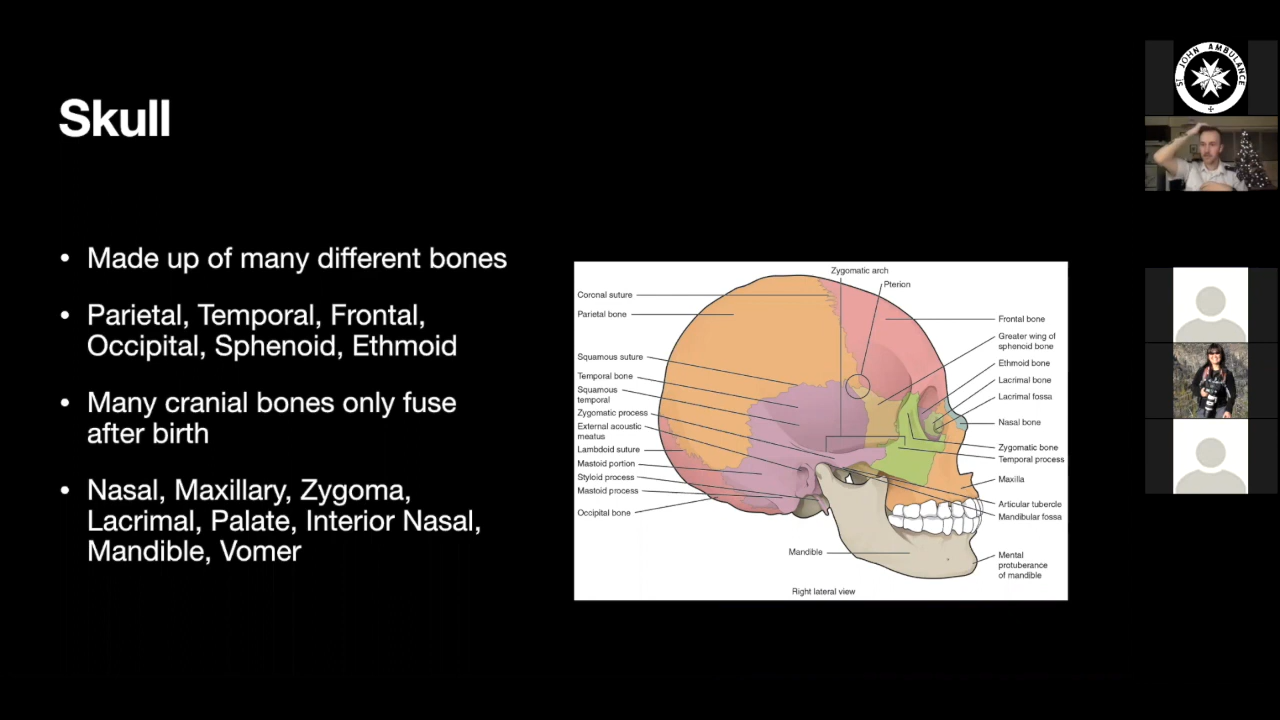 Skull
• Made up of many different bones
• Parietal, Temporal, Frontal,
Occipital, Sphenoid, Ethmoid
• Many cranial bones only fuse
after birth
• Nasal, Maxillary, Zygoma,
Lacrimal, Palate, Interior Nasal,
Mandible, Vomer
Zygomatic arch
Pterion
Coronal suture
Parietal bone
Squamous suture
Temporal bone
Squamous
temporal
Zygomatic process
External acoustic
meatus
Lambdoid suture
Mastoid portion
Styloid process
Mastoid process
Occipital bone
Mandible
Frontal bone
Greater wing of
sphenoid bone
Ethmoid bone
Lacrimal bone
Lacrimal fossa
Nasal bone
Zygomatic bone
Temporal process
Maxilla
Articular tubercle
Mandibular fossa
Mental
protuberance
of mandible
Right lateral view
ST JOHN AMBULANCE